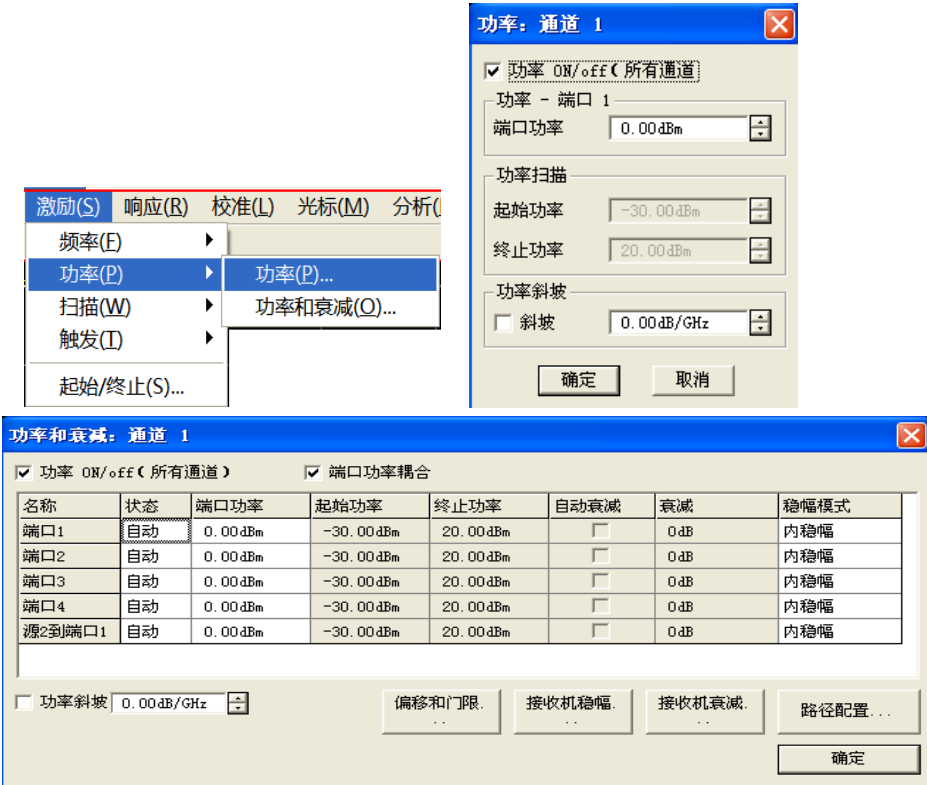 功率: 通道 1
功率 ON/off(所有通道)
功率 - 端口 1
端口功率 0.00dBm
功率扫描
起始功率 -30.00dBm
终止功率 20.00dBm
功率斜坡
斜坡 0.00dB/GHz
确定 取消
激励(S) 响应(R) 校准(L) 光标(M) 分析(
频率(F)
功率(P) 功率(P)...
扫描(W) 功率和衰减(O)...
触发(T)
起始/终止(S)...
功率和衰减: 通道 1
功率 ON/off(所有通道) 端口功率耦合
名称 状态 端口功率 起始功率 终止功率 自动衰减 衰减 稳幅模式
端口1 自动 0.00dBm -30.00dBm 20.00dBm 0dB 内稳幅
端口2 自动 0.00dBm -30.00dBm 20.00dBm 0dB 内稳幅
端口3 自动 0.00dBm -30.00dBm 20.00dBm 0dB 内稳幅
端口4 自动 0.00dBm -30.00dBm 20.00dBm 0dB 内稳幅
源2到端口1 自动 0.00dBm -30.00dBm 20.00dBm 0dB 内稳幅
功率斜坡 0.00dB/GHz 偏移和门限... 接收机稳幅... 接收机衰减... 路径配置...
确定